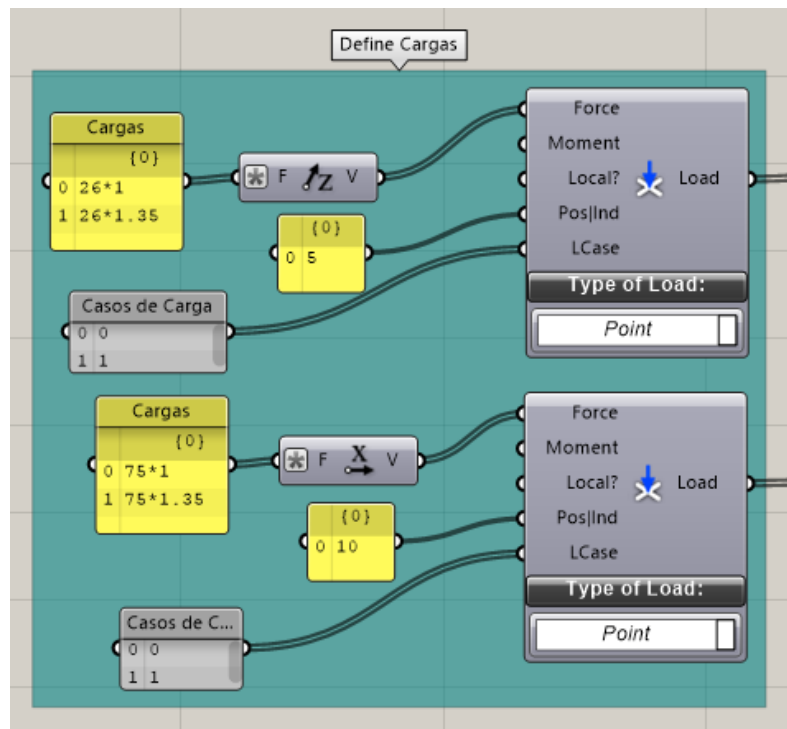 Define Cargas
Cargas
{0}
0 26*1
1 26*1.35
F Z V
{0}
0 5
Casos de Carga
0 0
1 1
Force
Moment
Local?
Pos|Ind
LCase
Load
Type of Load:
Point
Cargas
{0}
0 75*1
1 75*1.35
F X V
{0}
0 10
Casos de C...
0 0
1 1
Force
Moment
Local?
Pos|Ind
LCase
Load
Type of Load:
Point